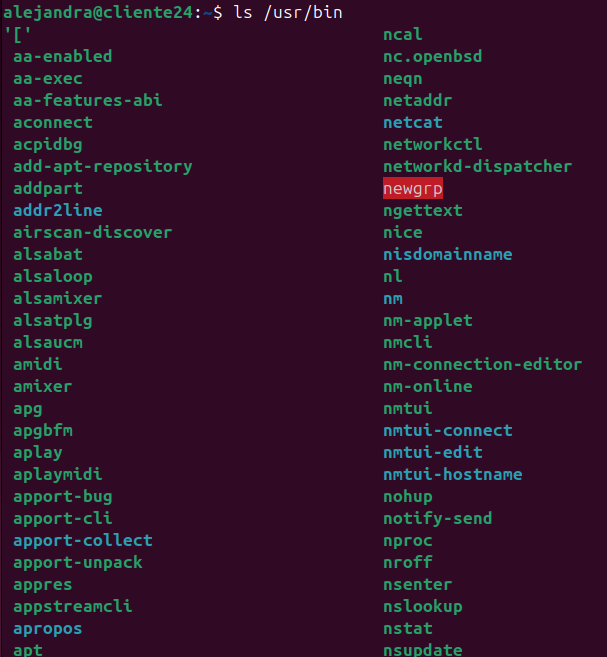 alejandra@cliente24:~$ ls /usr/bin
'[' ncal
aa-enabled nc.openbsd
aa-exec neqn
aa-features-abi netaddr
aconnect netcat
acpidbg networkctl
add-apt-repository networkd-dispatcher
addpart newgrp
addr2line ngettext
airscan-discover nice
alsabat nisdomainname
alsaloop nl
alsamixer nm
alsatplg nm-applet
alsaucm nmcli
amidi nm-connection-editor
amixer nm-online
apg nmtui
apgbfm nmtui-connect
aplay nmtui-edit
aplaymidi nmtui-hostname
apport-bug nohup
apport-cli notify-send
apport-collect nproc
apport-unpack nroff
appres nsenter
appstreamcli nslookup
apropos nstat
apt nsupdate